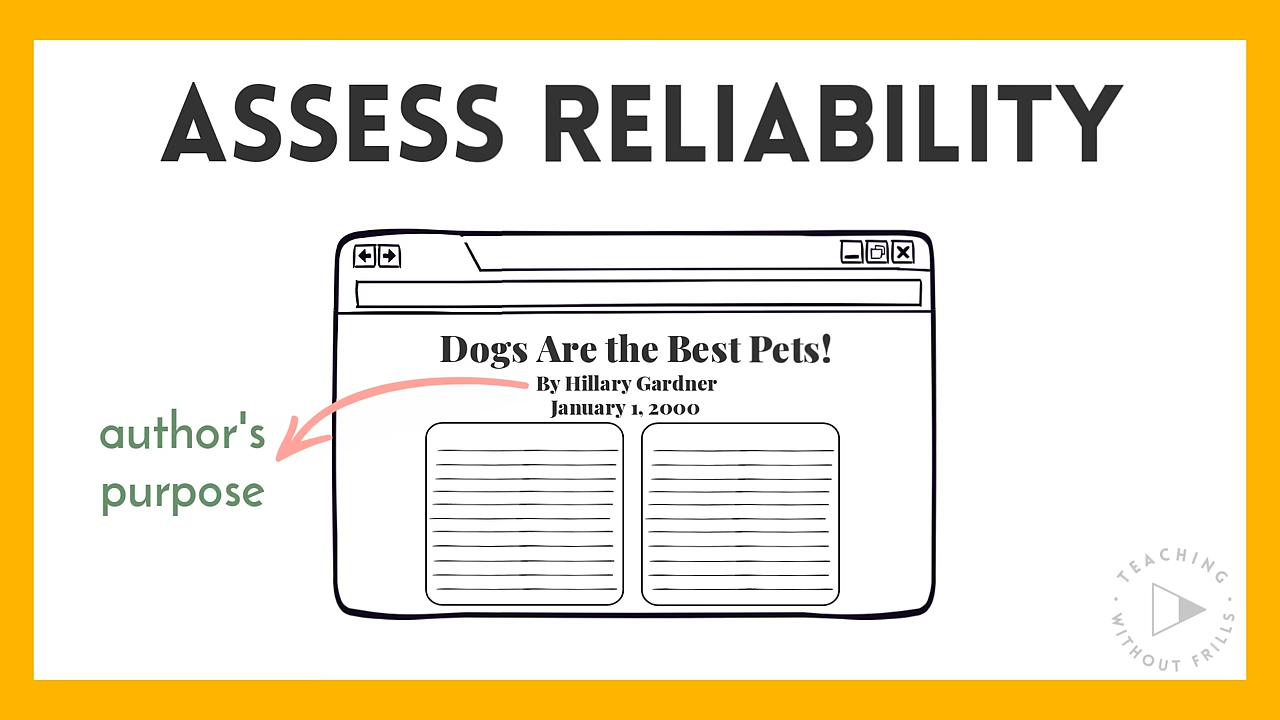 ASSESS RELIABILITY
Dogs Are the Best Pets!
By Hillary Gardner
January 1, 2000
author's
purpose
TEACHING
WITHOUT FRILLS